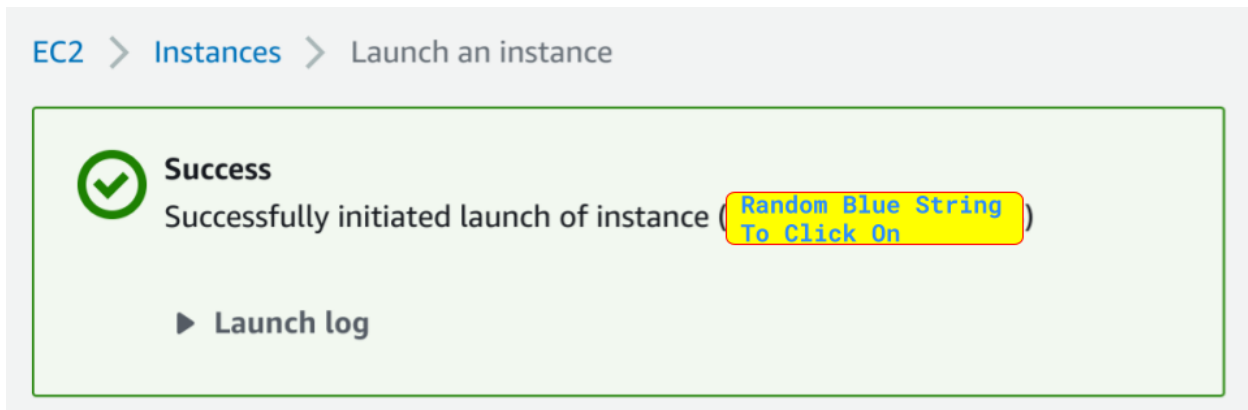 EC2 > Instances > Launch an instance
Success
Successfully initiated launch of instance ( Random Blue String To Click On )
Launch log